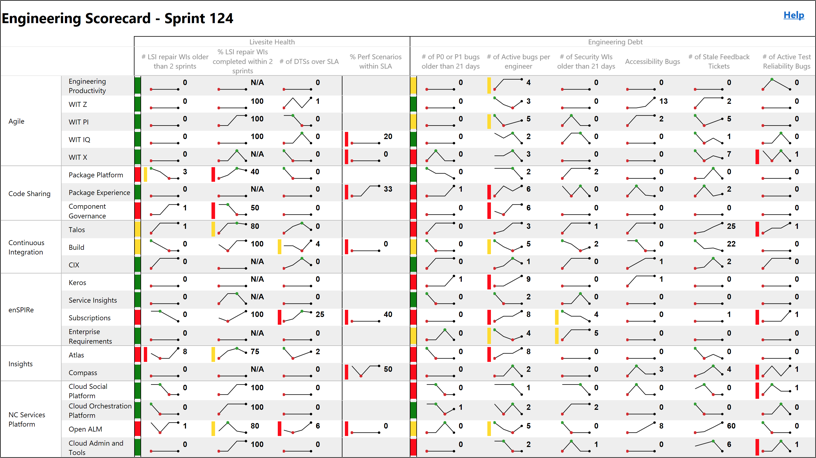 Engineering Scorecard - Sprint 124
Help
Livesite Health
Engineering Debt
# LSI repair WIs older than 2 sprints
% LSI repair WIs completed within 2 sprints
# of DTSs over SLA
% Perf Scenarios within SLA
# of P0 or P1 bugs older than 21 days
# of Active bugs per engineer
# of Security WIs older than 21 days
Accessibility Bugs
# of Stale Feedback Tickets
# of Active Test Reliability Bugs
Agile
Engineering Productivity 0 N/A 0 0 4 0 0 0 0
WIT Z 0 100 1 0 3 0 13 2 0
WIT PI 0 100 0 0 5 0 2 5 0
WIT IQ 0 100 0 20 0 2 0 0 1 0
WIT X 0 N/A 0 0 0 3 0 0 7 1
Code Sharing
Package Platform 3 40 0 0 2 2 0 0 0
Package Experience 0 N/A 0 33 1 6 0 0 2 0
Component Governance 1 50 0 0 6 0 0 0 0
Continuous Integration
Talos 1 80 0 0 3 1 0 25 1
Build 0 100 4 0 0 5 2 0 22 0
CIX 0 N/A 0 0 1 0 1 2 0
enSPIRe
Keros 0 N/A 0 1 9 0 1 0 0
Service Insights 0 N/A 0 0 2 0 0 0 0
Subscriptions 0 100 25 40 0 8 4 0 1 1
Enterprise Requirements 0 N/A 0 0 4 5 0 0 0
Insights
Atlas 8 75 2 0 8 0 0 0 0
Compass 0 N/A 0 50 0 2 0 3 4 1
NC Services Platform
Cloud Social Platform 0 100 0 0 1 0 0 0 1
Cloud Orchestration Platform 0 100 0 1 2 2 0 0 0
Open ALM 1 80 6 0 0 5 0 8 60 0
Cloud Admin and Tools 0 100 0 0 2 1 0 6 1